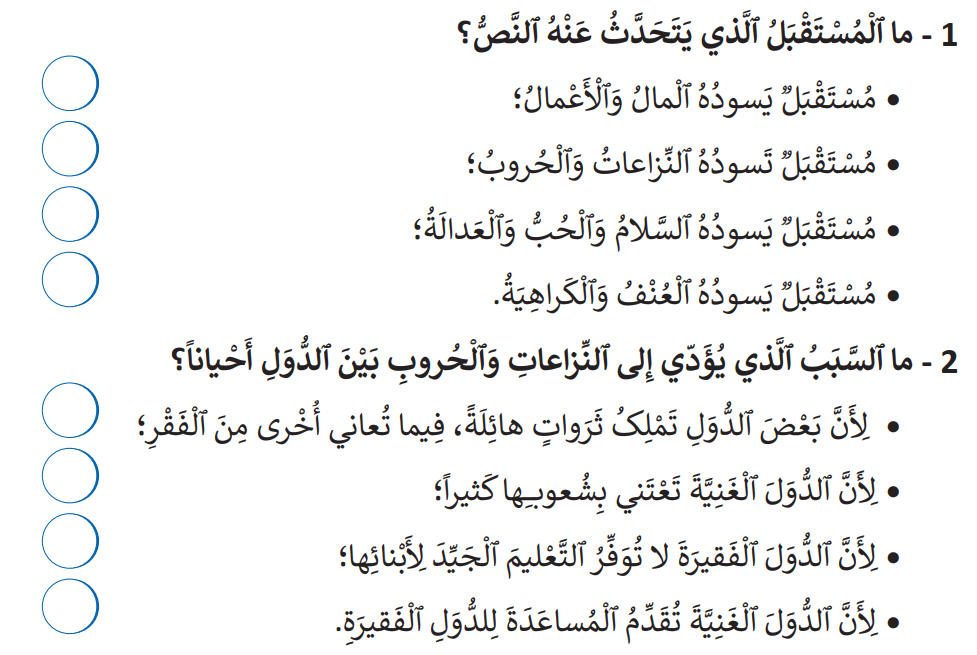 1 - ما ٱلْمُسْتَقْبَلُ ٱلَّذي يَتَحَدَّثُ عَنْهُ ٱلنَّصُّ؟
• مُسْتَقْبَلٌ يَسودُهُ ٱلْمالُ وَٱلْأَعْمالُ؛
• مُسْتَقْبَلٌ تَسودُهُ ٱلنِّزاعاتُ وَٱلْحُروبُ؛
• مُسْتَقْبَلٌ يَسودُهُ ٱلسَّلامُ وَٱلْحُبُّ وَٱلْعَدالَةُ؛
• مُسْتَقْبَلٌ يَسودُهُ ٱلْعُنْفُ وَٱلْكَراهِيَةُ.
2 - ما ٱلسَّبَبُ ٱلَّذي يُؤَدّي إِلى ٱلنِّزاعاتِ وَٱلْحُروبِ بَيْنَ ٱلدُّوَلِ أَحْياناً؟
• لِأَنَّ بَعْضَ ٱلدُّوَلِ تَمْلِكُ ثَرَواتٍ هائِلَةً، فِيما تُعاني أُخْرى مِنَ ٱلْفَقْرِ؛
• لِأَنَّ ٱلدُّوَلَ ٱلْغَنِيَّةَ تَعْتَني بِشُعوبِـها كَثيراً؛
• لِأَنَّ ٱلدُّوَلَ ٱلْفَقيرَةَ لا تُوَفِّرُ ٱلتَّعْليمَ ٱلْجَيِّدَ لِأَبْنائِها؛
• لِأَنَّ ٱلدُّوَلَ ٱلْغَنِيَّةَ تُقَدِّمُ ٱلْمُساعَدَةَ لِلدُّوَلِ ٱلْفَقيرَةِ.